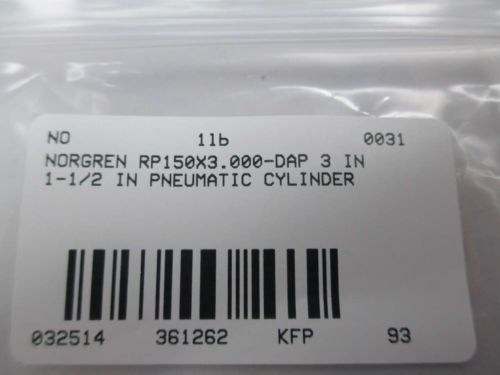 NO 1lb 0031
NORGREN RP150X3.000-DAP 3 IN
1-1/2 IN PNEUMATIC CYLINDER
032514 361262 KFP 93